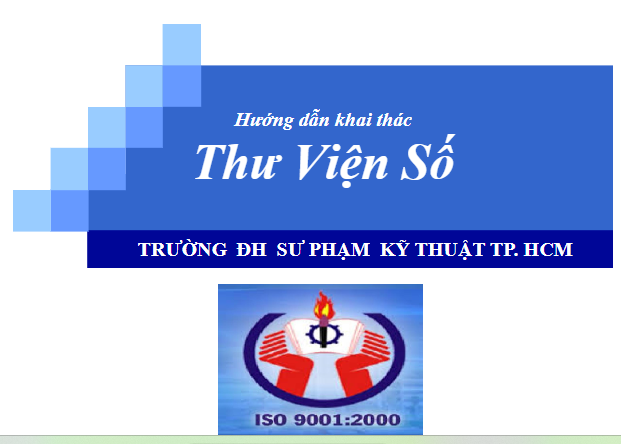 Hướng dẫn khai thác
Thư Viện Số
TRƯỜNG ĐH SƯ PHẠM KỸ THUẬT TP. HCM
ISO 9001:2000